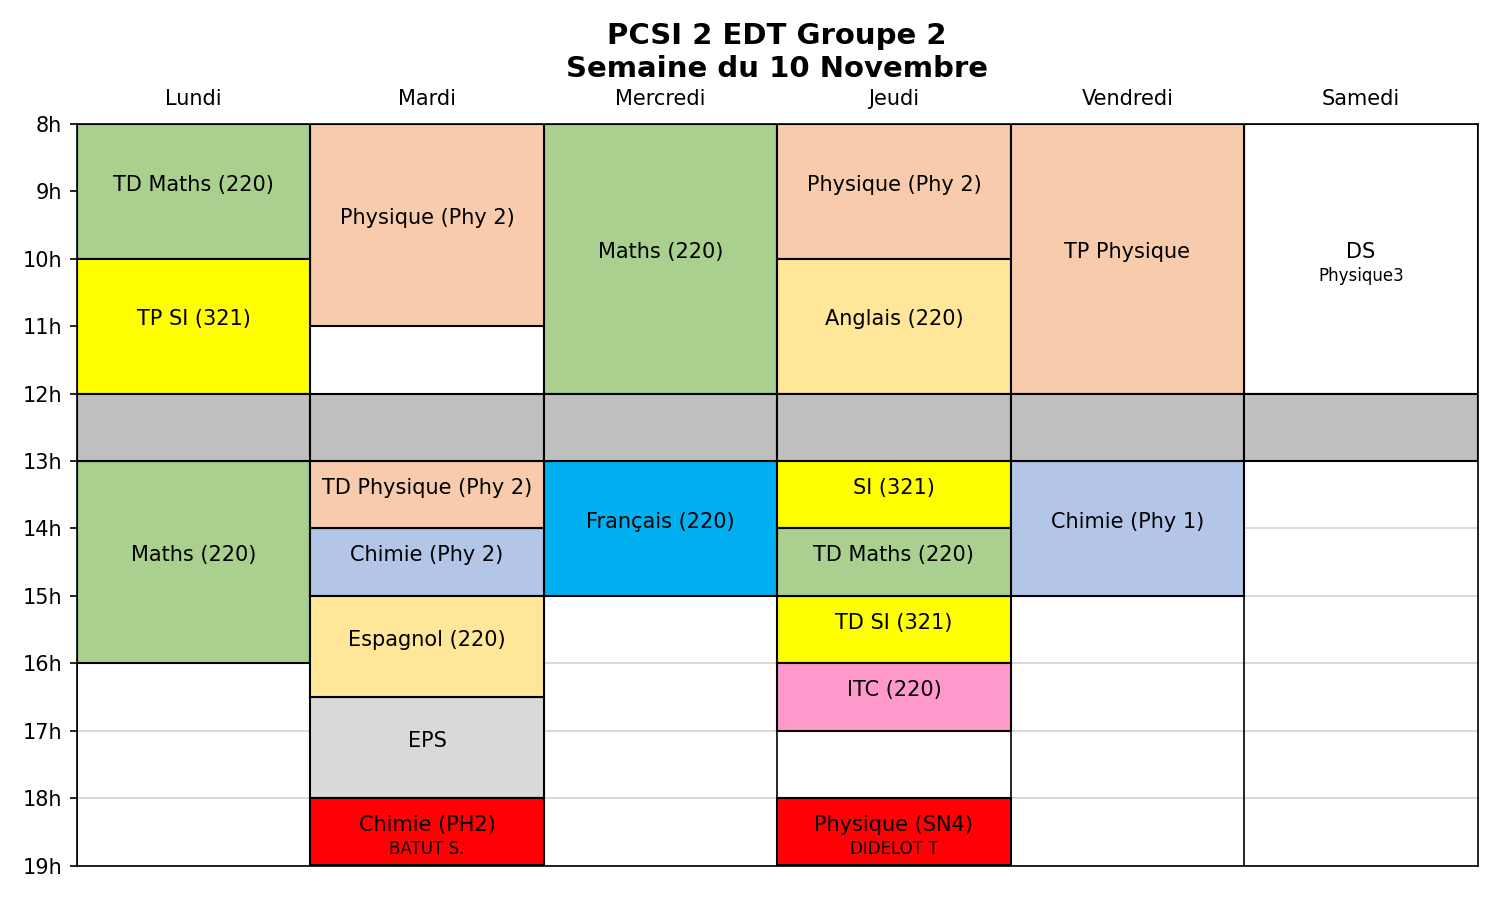 PCSI 2 EDT Groupe 2
Semaine du 10 Novembre
Lundi Mardi Mercredi Jeudi Vendredi Samedi
8h
TD Maths (220) Physique (Phy 2)
9h
Physique (Phy 2)
10h
Maths (220) TP Physique DS
Physique3
TP SI (321) Anglais (220)
11h
12h
13h
TD Physique (Phy 2) SI (321)
Français (220) Chimie (Phy 1)
14h
Maths (220) Chimie (Phy 2) TD Maths (220)
15h
TD SI (321)
Espagnol (220)
16h
ITC (220)
17h
EPS
18h
Chimie (PH2) Physique (SN4)
BATUT S. DIDELOT T
19h